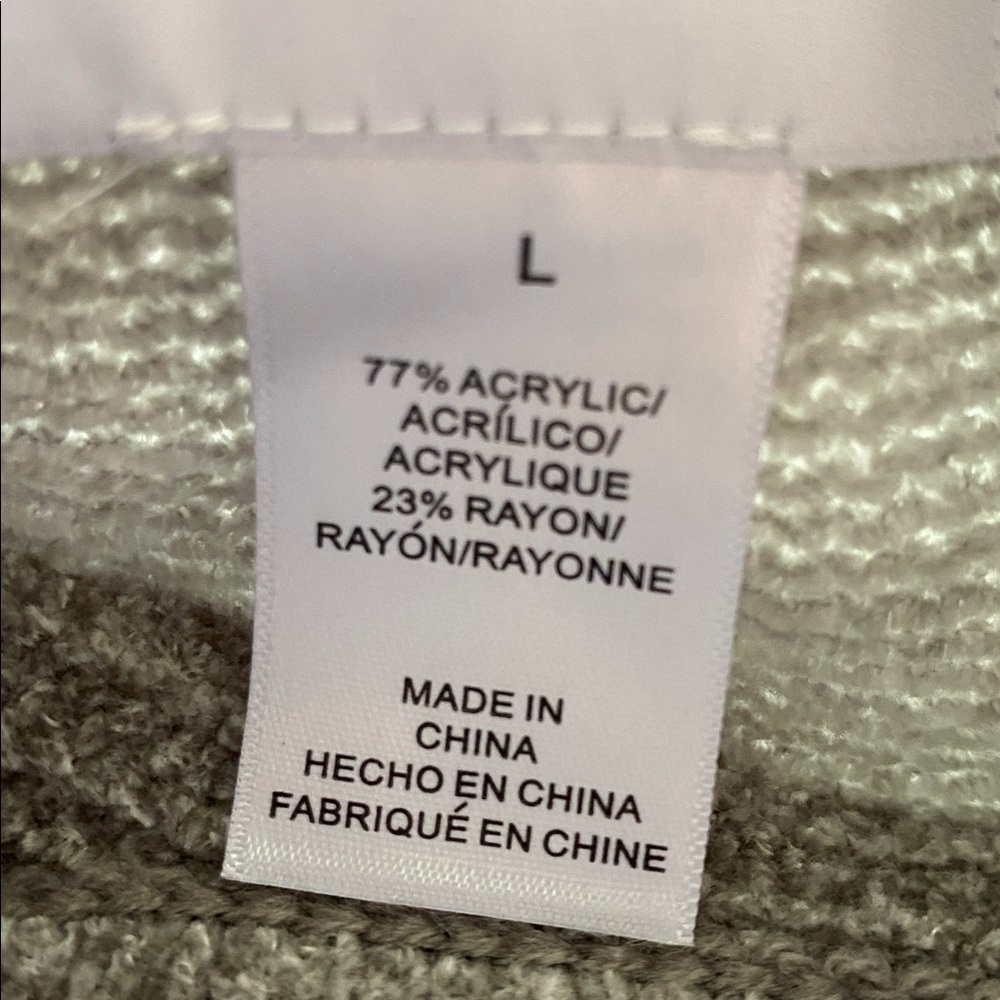 L
77% ACRYLIC/
ACRÍLICO/
ACRYLIQUE
23% RAYON/
RAYÓN/RAYONNE
MADE IN
CHINA
HECHO EN CHINA
FABRIQUÉ EN CHINE